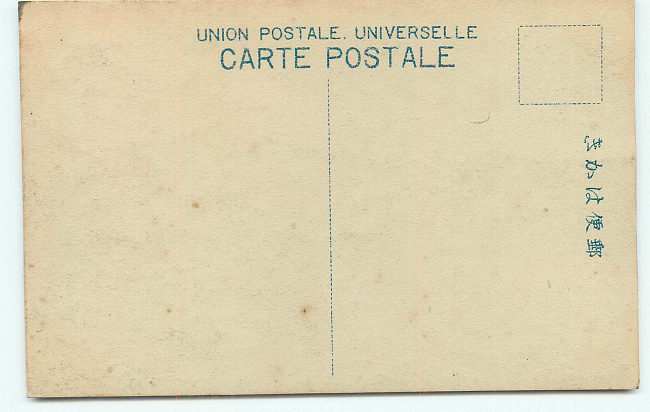 UNION POSTALE. UNIVERSELLE
CARTE POSTALE
郵便はかき